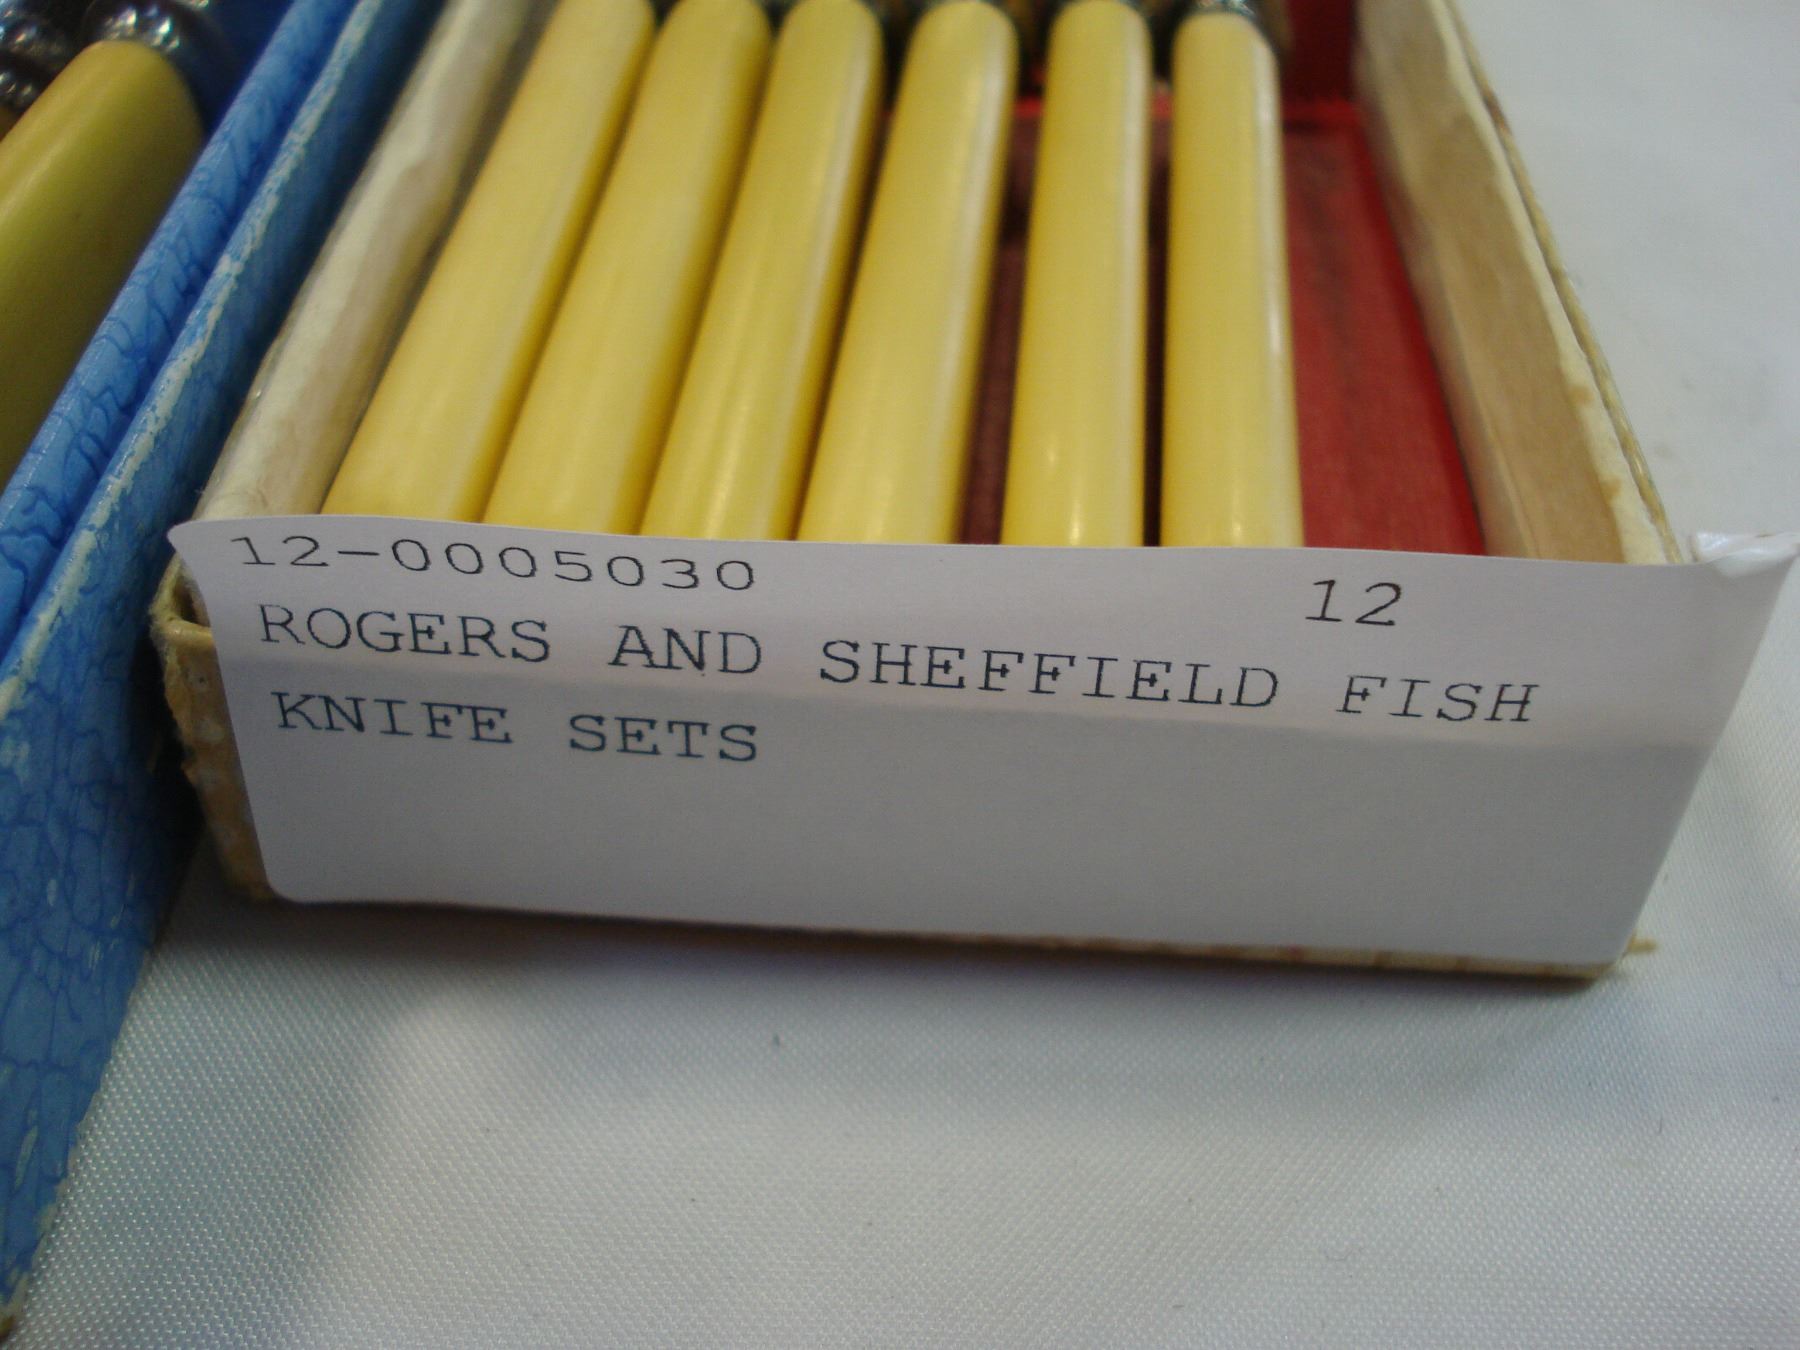 12-0005030 12
ROGERS AND SHEFFIELD FISH
KNIFE SETS